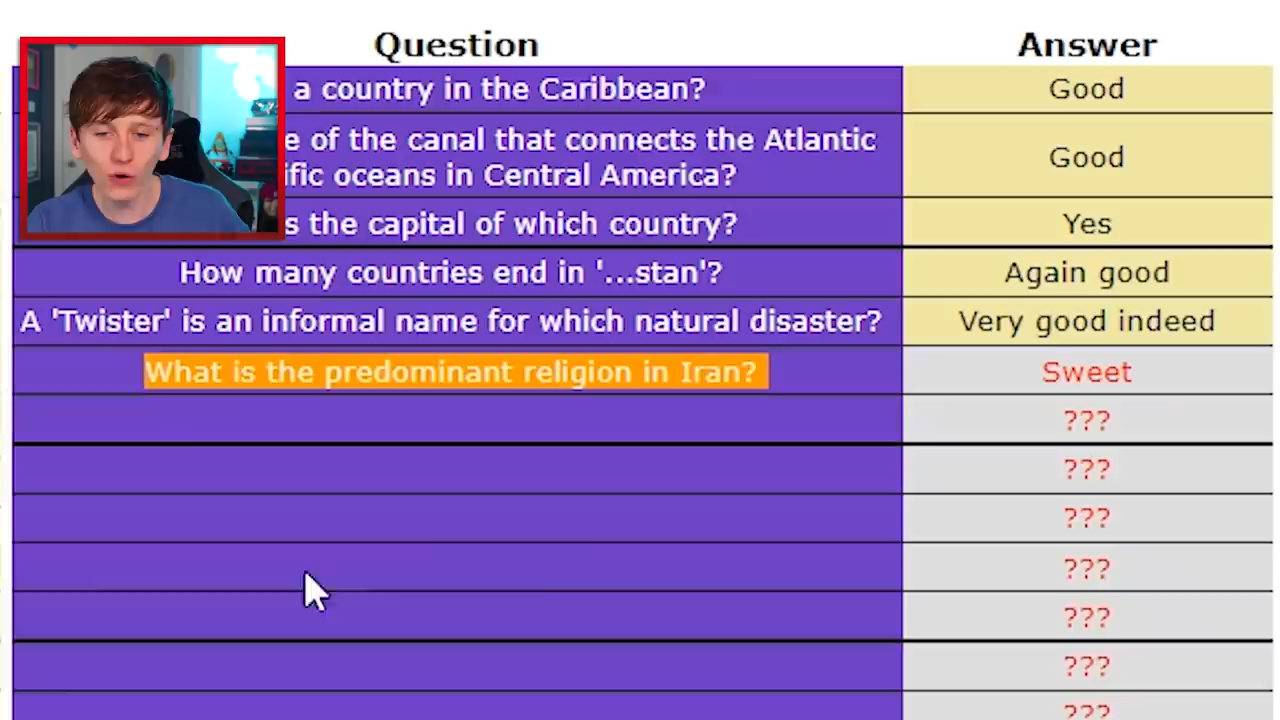 Question Answer
a country in the Caribbean? Good
e of the canal that connects the Atlantic
ific oceans in Central America? Good
s the capital of which country? Yes
How many countries end in '...stan'? Again good
A 'Twister' is an informal name for which natural disaster? Very good indeed
What is the predominant religion in Iran? Sweet
???
???
???
???
???
???
???